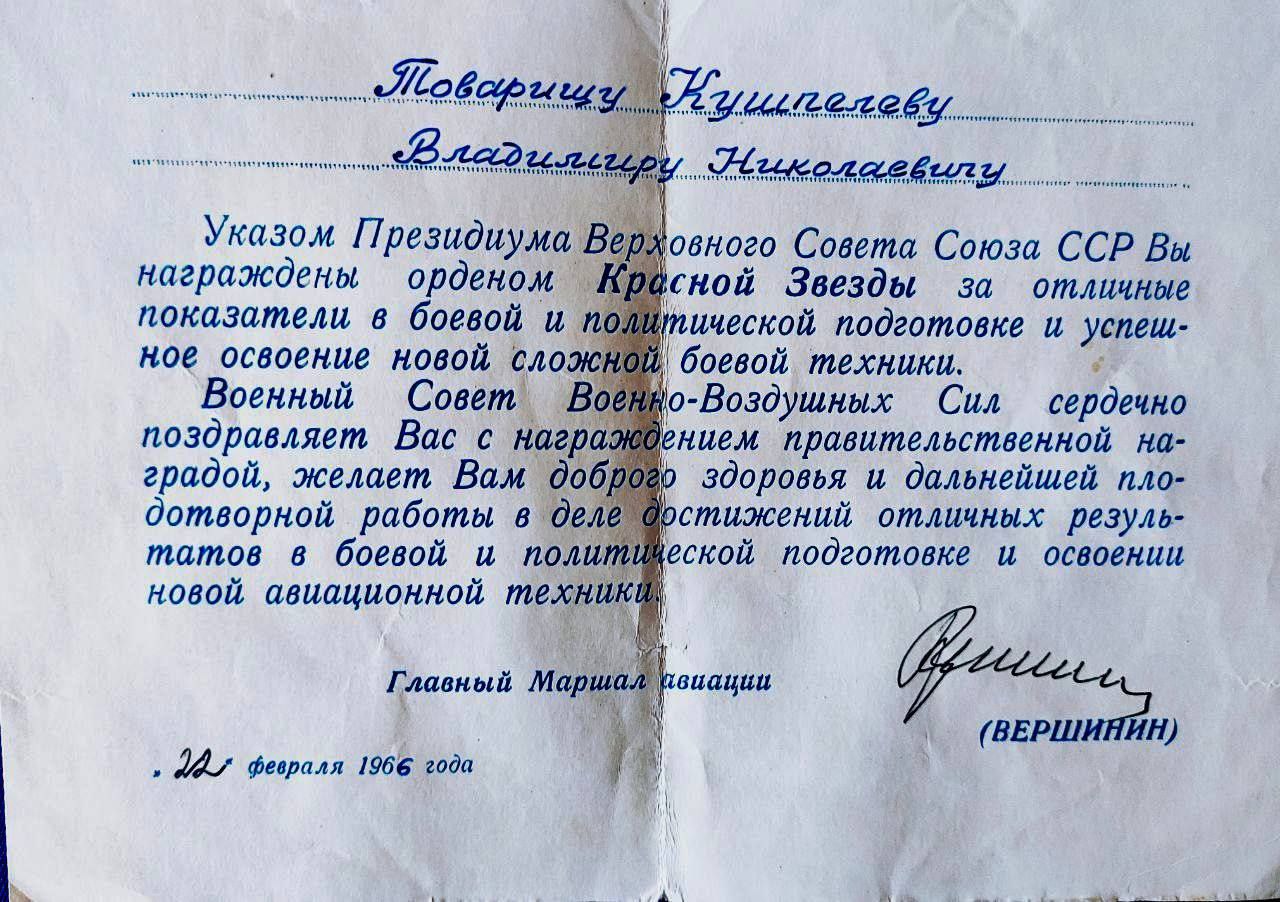 Товарищу Кушпелеву
Владимиру Николаевичу
Указом Президиума Верховного Совета Союза ССР Вы
награждены орденом Красной Звезды за отличные
показатели в боевой и политической подготовке и успеш-
ное освоение новой сложной боевой техники.
Военный Совет Военно-Воздушных Сил сердечно
поздравляет Вас с награждением правительственной на-
градой, желает Вам доброго здоровья и дальнейшей пло-
дотворной работы в деле достижений отличных резуль-
татов в боевой и политической подготовке и освоении
новой авиационной техники.
Главный Маршал авиации
(ВЕРШИНИН)
„22" февраля 1966 года